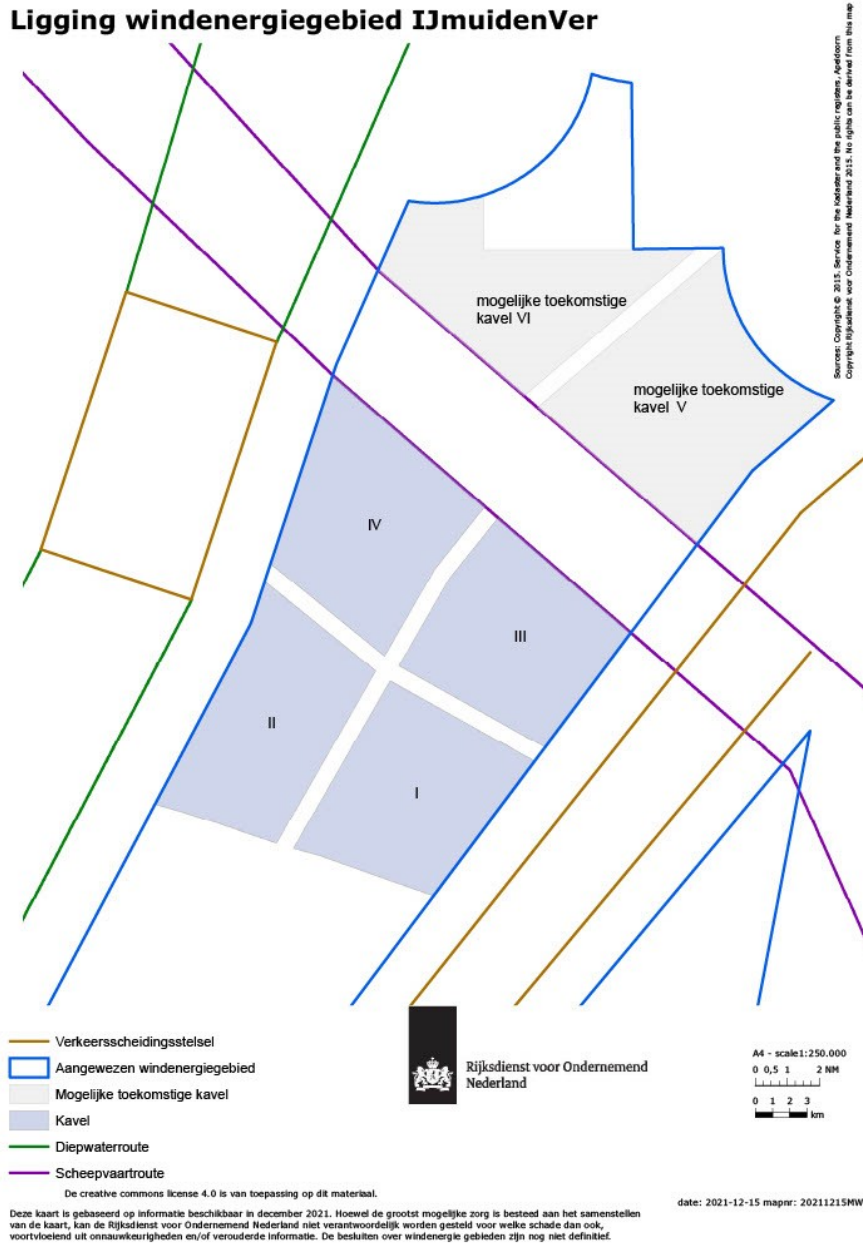 Ligging windenergiegebied IJmuidenVer
Sources: Copyright © 2015. Service for the Kadaster and the public registers, Apeldoorn
Copyright Rijksdienst voor Ondernemend Nederland 2015. No rights can be derived from this map
mogelijke toekomstige
kavel VI
mogelijke toekomstige
kavel V
IV
III
II
I
Verkeersscheidingsstelsel
Aangewezen windenergiegebied
Mogelijke toekomstige kavel
Kavel
Diepwaterroute
Scheepvaartroute
Rijksdienst voor Ondernemend
Nederland
A4 - scale1:250.000
0 0,5 1 2 NM
0 1 2 3
km
De creative commons license 4.0 is van toepassing op dit materiaal.
date: 2021-12-15 mapnr: 20211215MW
Deze kaart is gebaseerd op informatie beschikbaar in december 2021. Hoewel de grootst mogelijke zorg is besteed aan het samenstellen
van de kaart, kan de Rijksdienst voor Ondernemend Nederland niet verantwoordelijk worden gesteld voor welke schade dan ook,
voortvloeiend uit onnauwkeurigheden en/of verouderde informatie. De besluiten over windenergie gebieden zijn nog niet definitief.